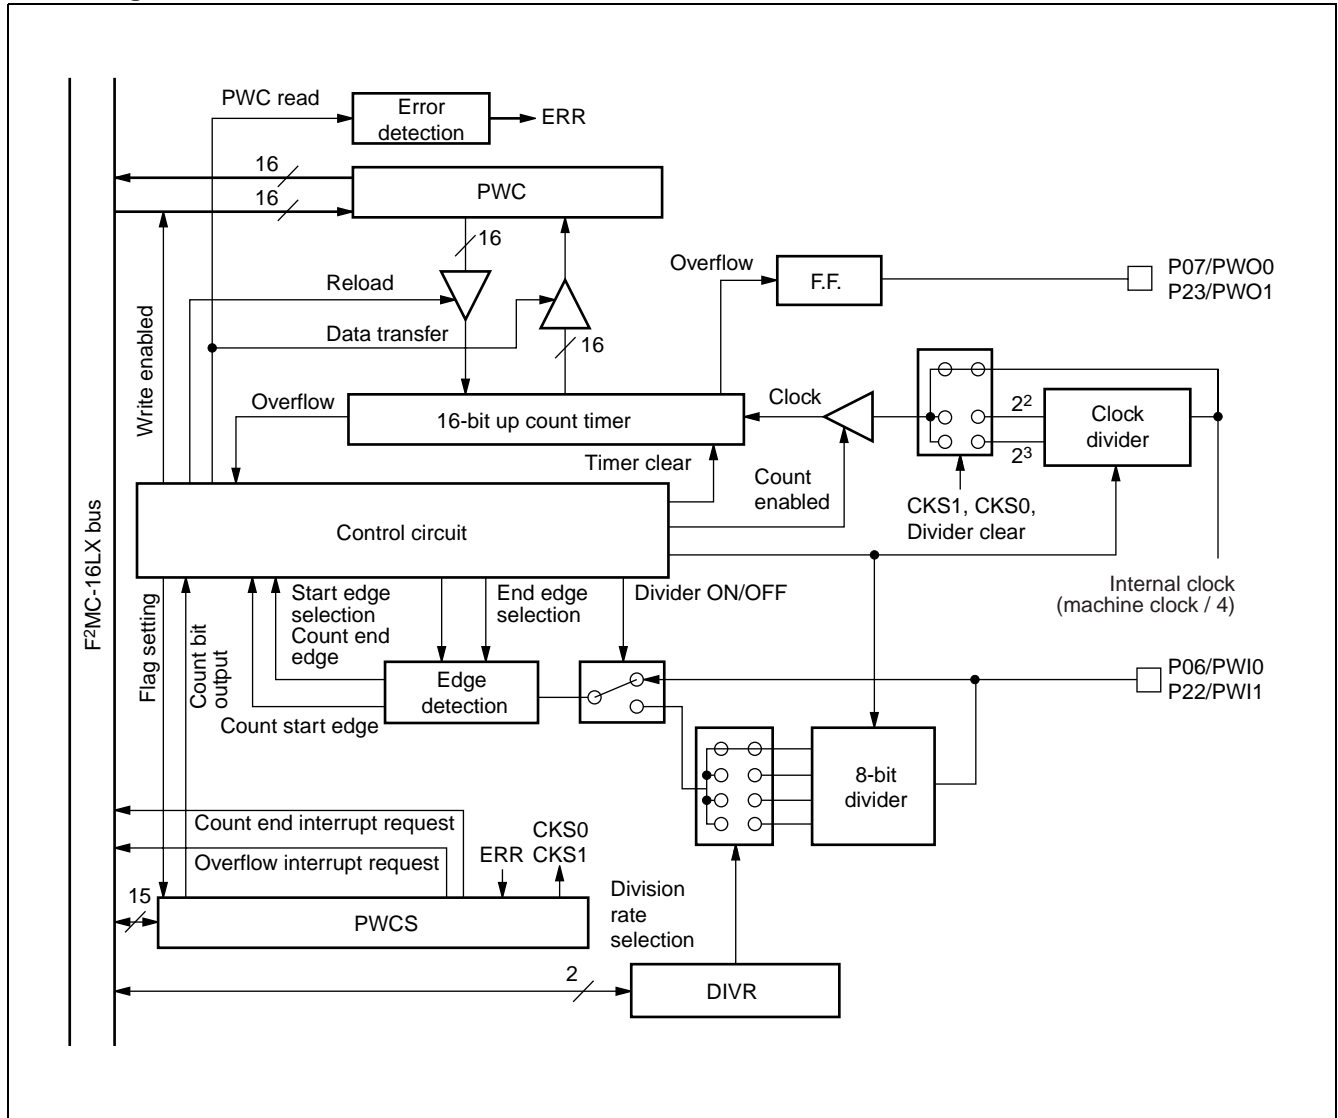 PWC read
Error
detection
ERR
16
PWC
16
16
Reload
Overflow
F.F.
P07/PWO0
P23/PWO1
Data transfer
16
Write enabled
Overflow
16-bit up count timer
Clock
2²
2³
Clock
divider
Timer clear
Count
enabled
CKS1, CKS0,
Divider clear
F²MC-16LX bus
Control circuit
Internal clock
(machine clock / 4)
Flag setting
Count bit
output
Start edge
selection
Count end
edge
End edge
selection
Divider ON/OFF
Edge
detection
Count start edge
P06/PWI0
P22/PWI1
8-bit
divider
Count end interrupt request
Overflow interrupt request
ERR
CKS0
CKS1
15
PWCS
Division
rate
selection
2
DIVR